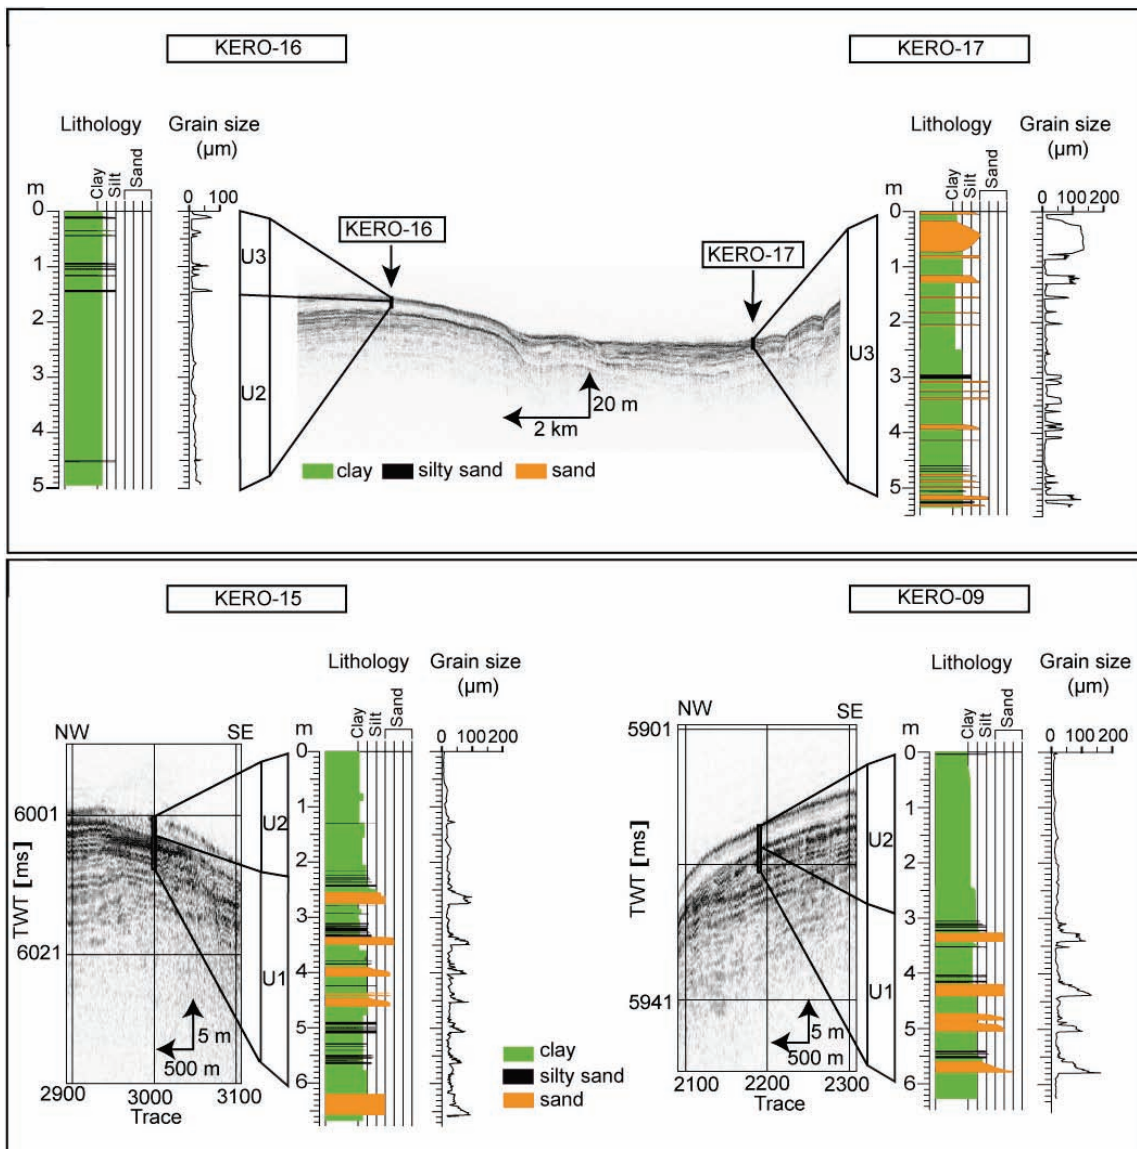 KERO-16
KERO-17
Lithology
Grain size
(µm)
Lithology
Grain size
(µm)
m
Clay
Silt
Sand
0 100
m
Clay
Silt
Sand
0 100 200
0
1
2
3
4
5
U3
U2
KERO-16
KERO-17
20 m
2 km
clay
silty sand
sand
U3
0
1
2
3
4
5
KERO-15
KERO-09
Lithology
Grain size
(µm)
Lithology
Grain size
(µm)
NW
SE
m
Clay
Silt
Sand
0 100 200
NW
SE
m
Clay
Silt
Sand
0 100 200
TWT [ms]
6001
6021
5 m
500 m
2900 3000 3100
Trace
U2
U1
0
1
2
3
4
5
6
clay
silty sand
sand
TWT [ms]
5901
5941
5 m
500 m
2100 2200 2300
Trace
U2
U1
0
1
2
3
4
5
6